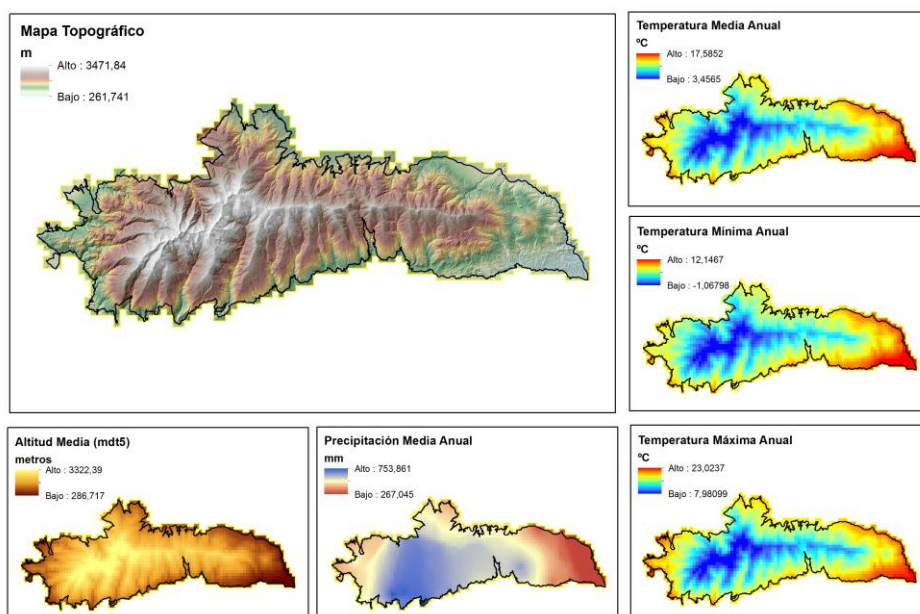 Mapa Topográfico
m
Alto : 3471,84
Bajo : 261,741
Temperatura Media Anual
ºC
Alto : 17,5852
Bajo : 3,4565
Temperatura Mínima Anual
ºC
Alto : 12,1467
Bajo : -1,06798
Altitud Media (mdt5)
metros
Alto : 3322,39
Bajo : 286,717
Precipitación Media Anual
mm
Alto : 753,861
Bajo : 267,045
Temperatura Máxima Anual
ºC
Alto : 23,0237
Bajo : 7,98099